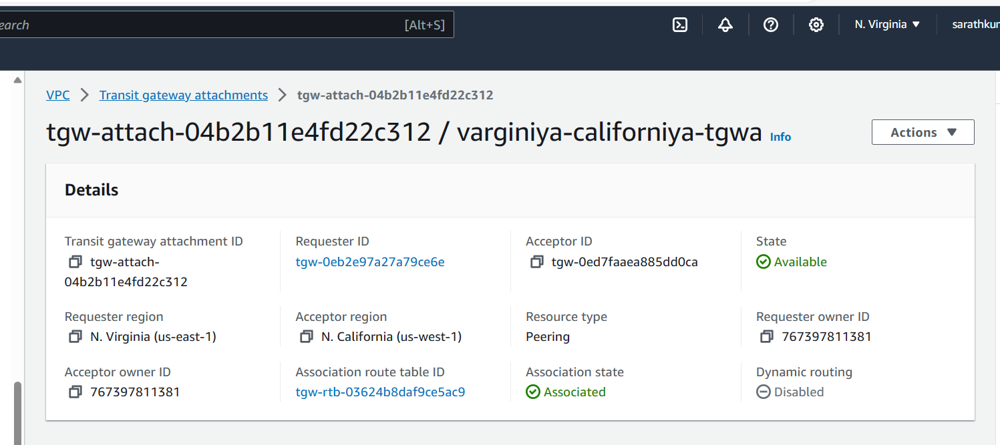 earch [Alt+S] N. Virginia ▼ sarathkur
VPC > Transit gateway attachments > tgw-attach-04b2b11e4fd22c312
tgw-attach-04b2b11e4fd22c312 / varginiya-californiya-tgwa Info Actions ▼
Details
Transit gateway attachment ID
tgw-attach-
04b2b11e4fd22c312
Requester ID
tgw-0eb2e97a27a79ce6e
Acceptor ID
tgw-0ed7faaea885dd0ca
State
Available
Requester region
N. Virginia (us-east-1)
Acceptor region
N. California (us-west-1)
Resource type
Peering
Requester owner ID
767397811381
Acceptor owner ID
767397811381
Association route table ID
tgw-rtb-03624b8daf9ce5ac9
Association state
Associated
Dynamic routing
Disabled